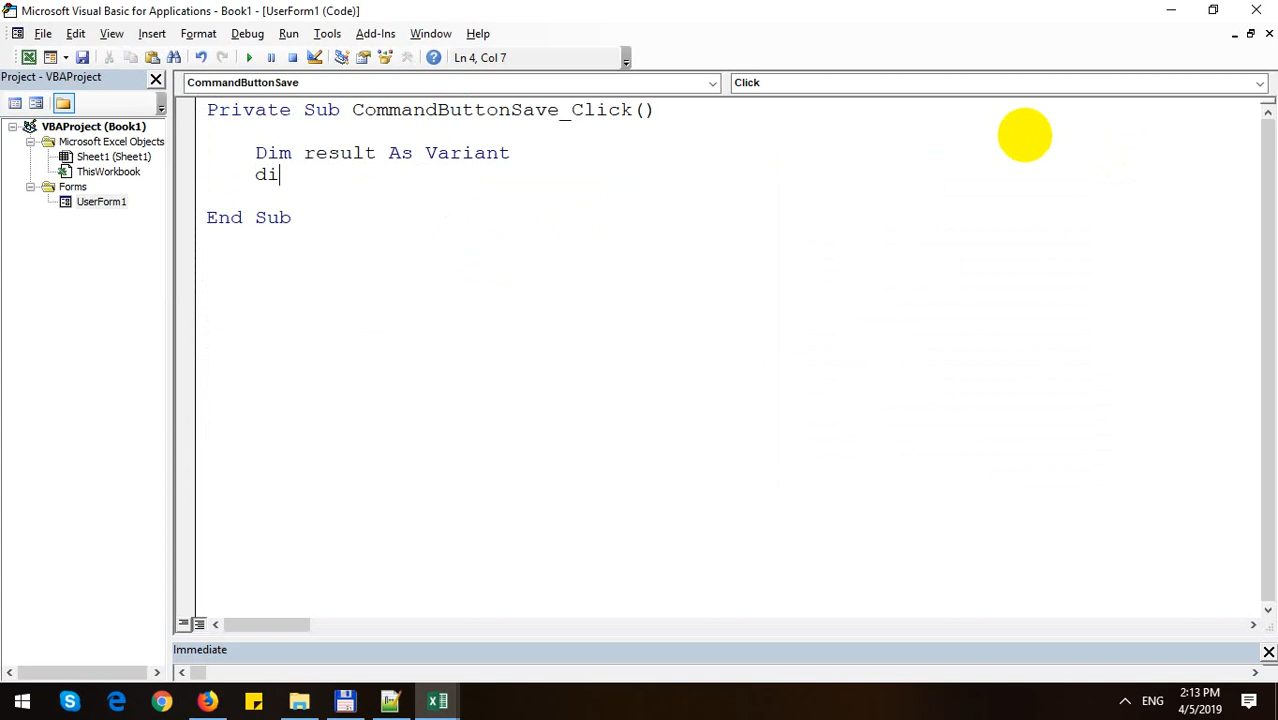 Microsoft Visual Basic for Applications - Book1 - [UserForm1 (Code)]
File Edit View Insert Format Debug Run Tools Add-Ins Window Help
Ln 4, Col 7
Project - VBAProject
CommandButtonSave
Click
VBAProject (Book1)
Microsoft Excel Objects
Sheet1 (Sheet1)
ThisWorkbook
Forms
UserForm1
Private Sub CommandButtonSave_Click()
Dim result As Variant
di
End Sub
Immediate
ENG
2:13 PM
4/5/2019